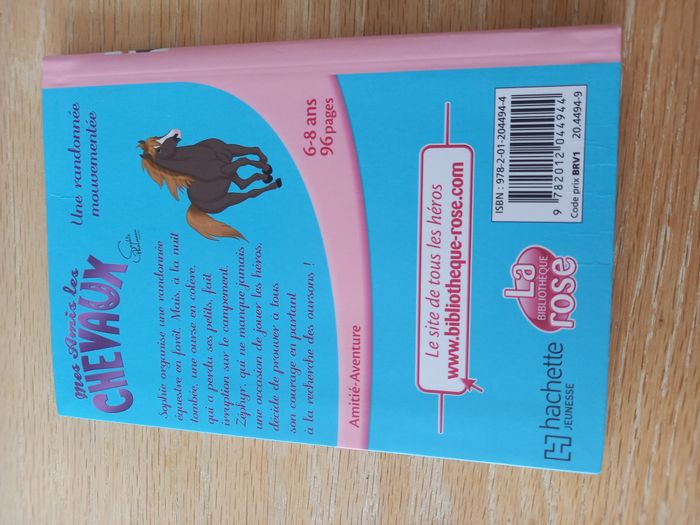 Mes Amis les
CHEVAUX
Une randonnée
mouvementée
Sophie organise une randonnée
équestre en forêt. Mais, à la nuit
tombée, une ourse en colère,
qui a perdu ses petits, fait
irruption sur le campement.
Zéphyr, qui ne manque jamais
une occasion de jouer les héros,
décide de prouver à tous
son courage en partant
à la recherche des oursons !
6-8 ans
96 pages
Amitié-Aventure
Le site de tous les héros
www.bibliotheque-rose.com
hachette
JEUNESSE
La
BIBLIOTHÈQUE
rose
ISBN : 978-2-01-204494-4
9 782012 044944
Code prix BRV1 20.4494-9